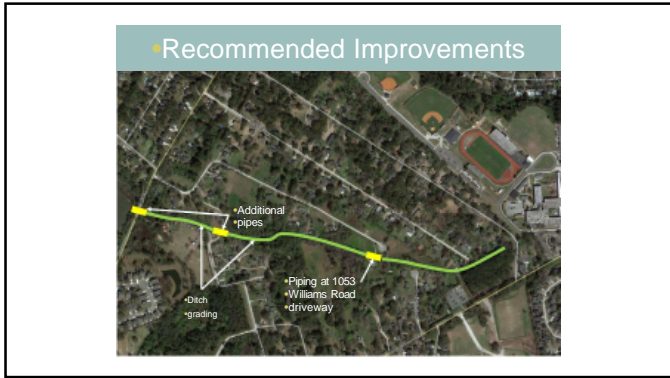 •Recommended Improvements
•Additional
•pipes
•Piping at 1053
•Williams Road
•driveway
•Ditch
•grading